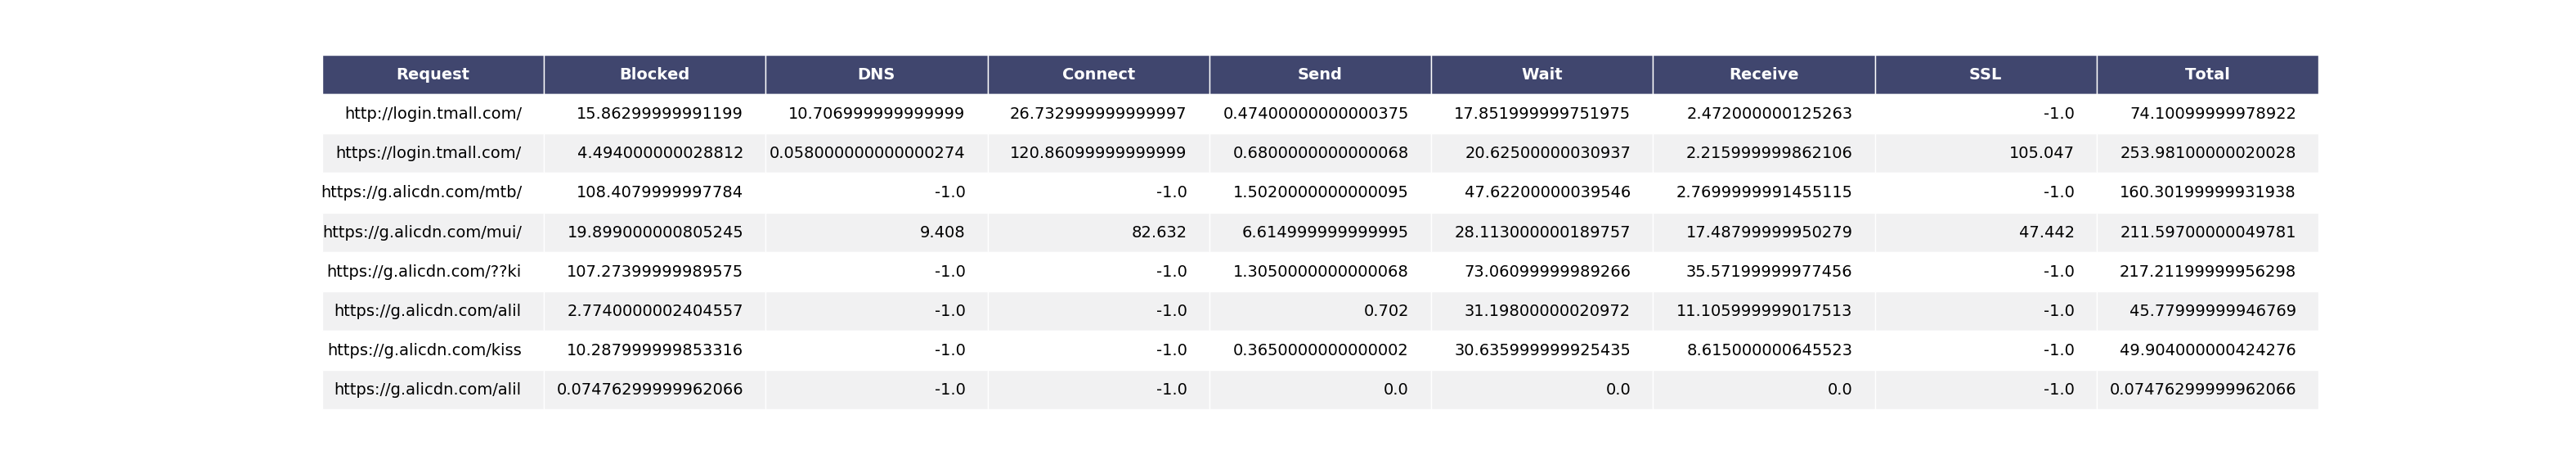 Request Blocked DNS Connect Send Wait Receive SSL Total
http://login.tmall.com/ 15.86299999991199 10.706999999999999 26.732999999999997 0.47400000000000375 17.851999999751975 2.472000000125263 -1.0 74.10099999978922
https://login.tmall.com/ 4.494000000028812 0.058000000000000274 120.86099999999999 0.6800000000000068 20.62500000030937 2.215999999862106 105.047 253.98100000020028
https://g.alicdn.com/mtb/ 108.4079999997784 -1.0 -1.0 1.5020000000000095 47.62200000039546 2.7699999991455115 -1.0 160.30199999931938
https://g.alicdn.com/mui/ 19.899000000805245 9.408 82.632 6.614999999999995 28.113000000189757 17.48799999950279 47.442 211.59700000049781
https://g.alicdn.com/??ki 107.27399999989575 -1.0 -1.0 1.3050000000000068 73.06099999989266 35.57199999977456 -1.0 217.21199999956298
https://g.alicdn.com/alil 2.7740000002404557 -1.0 -1.0 0.702 31.19800000020972 11.105999999017513 -1.0 45.77999999946769
https://g.alicdn.com/kiss 10.287999999853316 -1.0 -1.0 0.3650000000000002 30.635999999925435 8.615000000645523 -1.0 49.904000000424276
https://g.alicdn.com/alil 0.07476299999962066 -1.0 -1.0 0.0 0.0 0.0 -1.0 0.07476299999962066